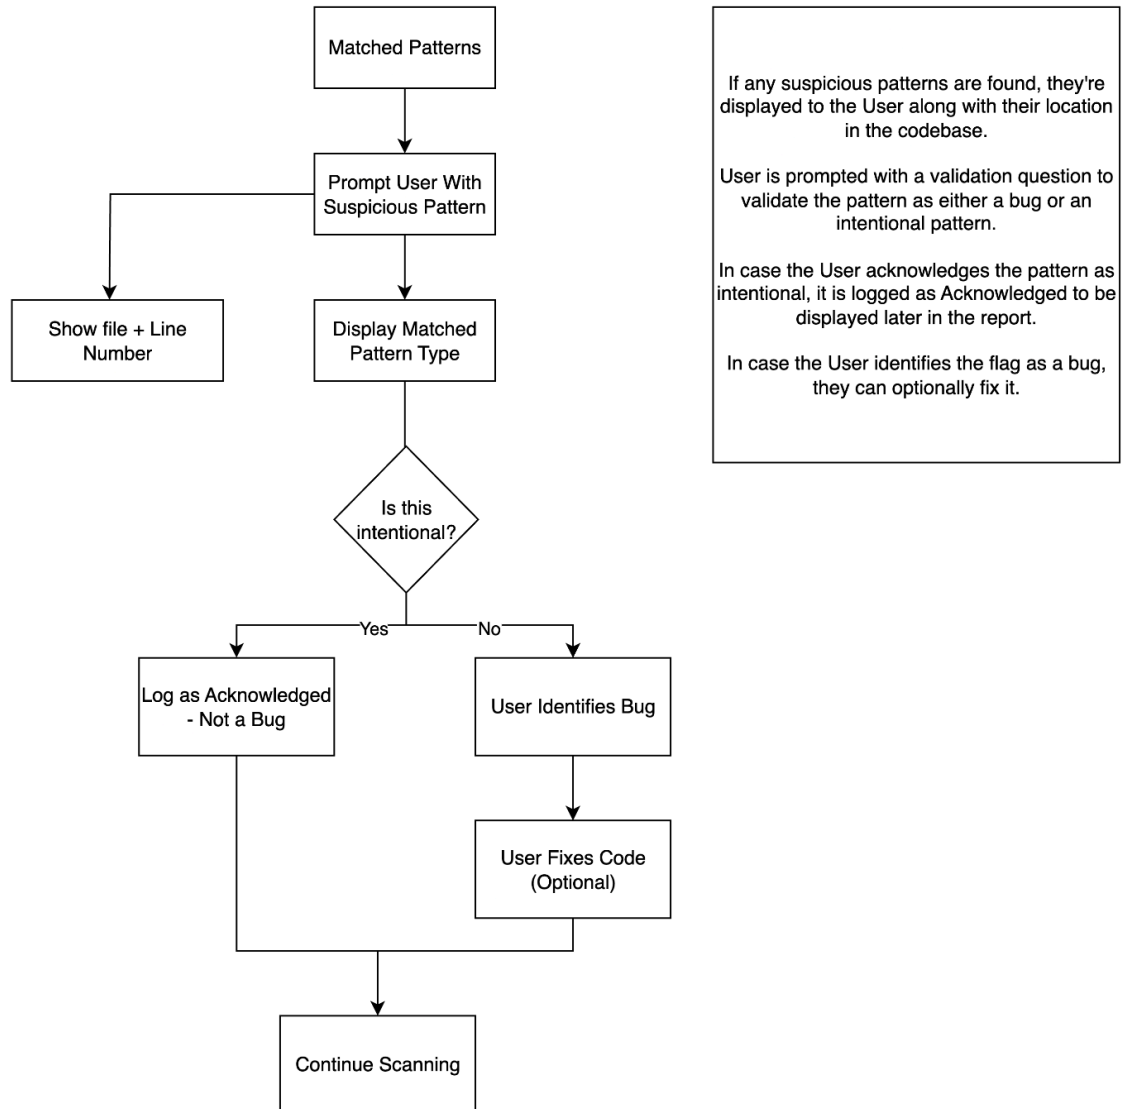 Matched Patterns
Prompt User With
Suspicious Pattern
Show file + Line
Number
Display Matched
Pattern Type
Is this
intentional?
Yes
No
Log as Acknowledged
- Not a Bug
User Identifies Bug
User Fixes Code
(Optional)
Continue Scanning
If any suspicious patterns are found, they're
displayed to the User along with their location
in the codebase.
User is prompted with a validation question to
validate the pattern as either a bug or an
intentional pattern.
In case the User acknowledges the pattern as
intentional, it is logged as Acknowledged to be
displayed later in the report.
In case the User identifies the flag as a bug,
they can optionally fix it.